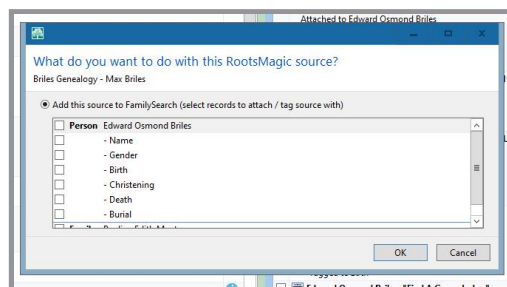 Attached to Edward Osmond Briles
What do you want to do with this RootsMagic source?
Briles Genealogy - Max Briles
Add this source to FamilySearch (select records to attach / tag source with)
Person Edward Osmond Briles
- Name
- Gender
- Birth
- Christening
- Death
- Burial
OK Cancel